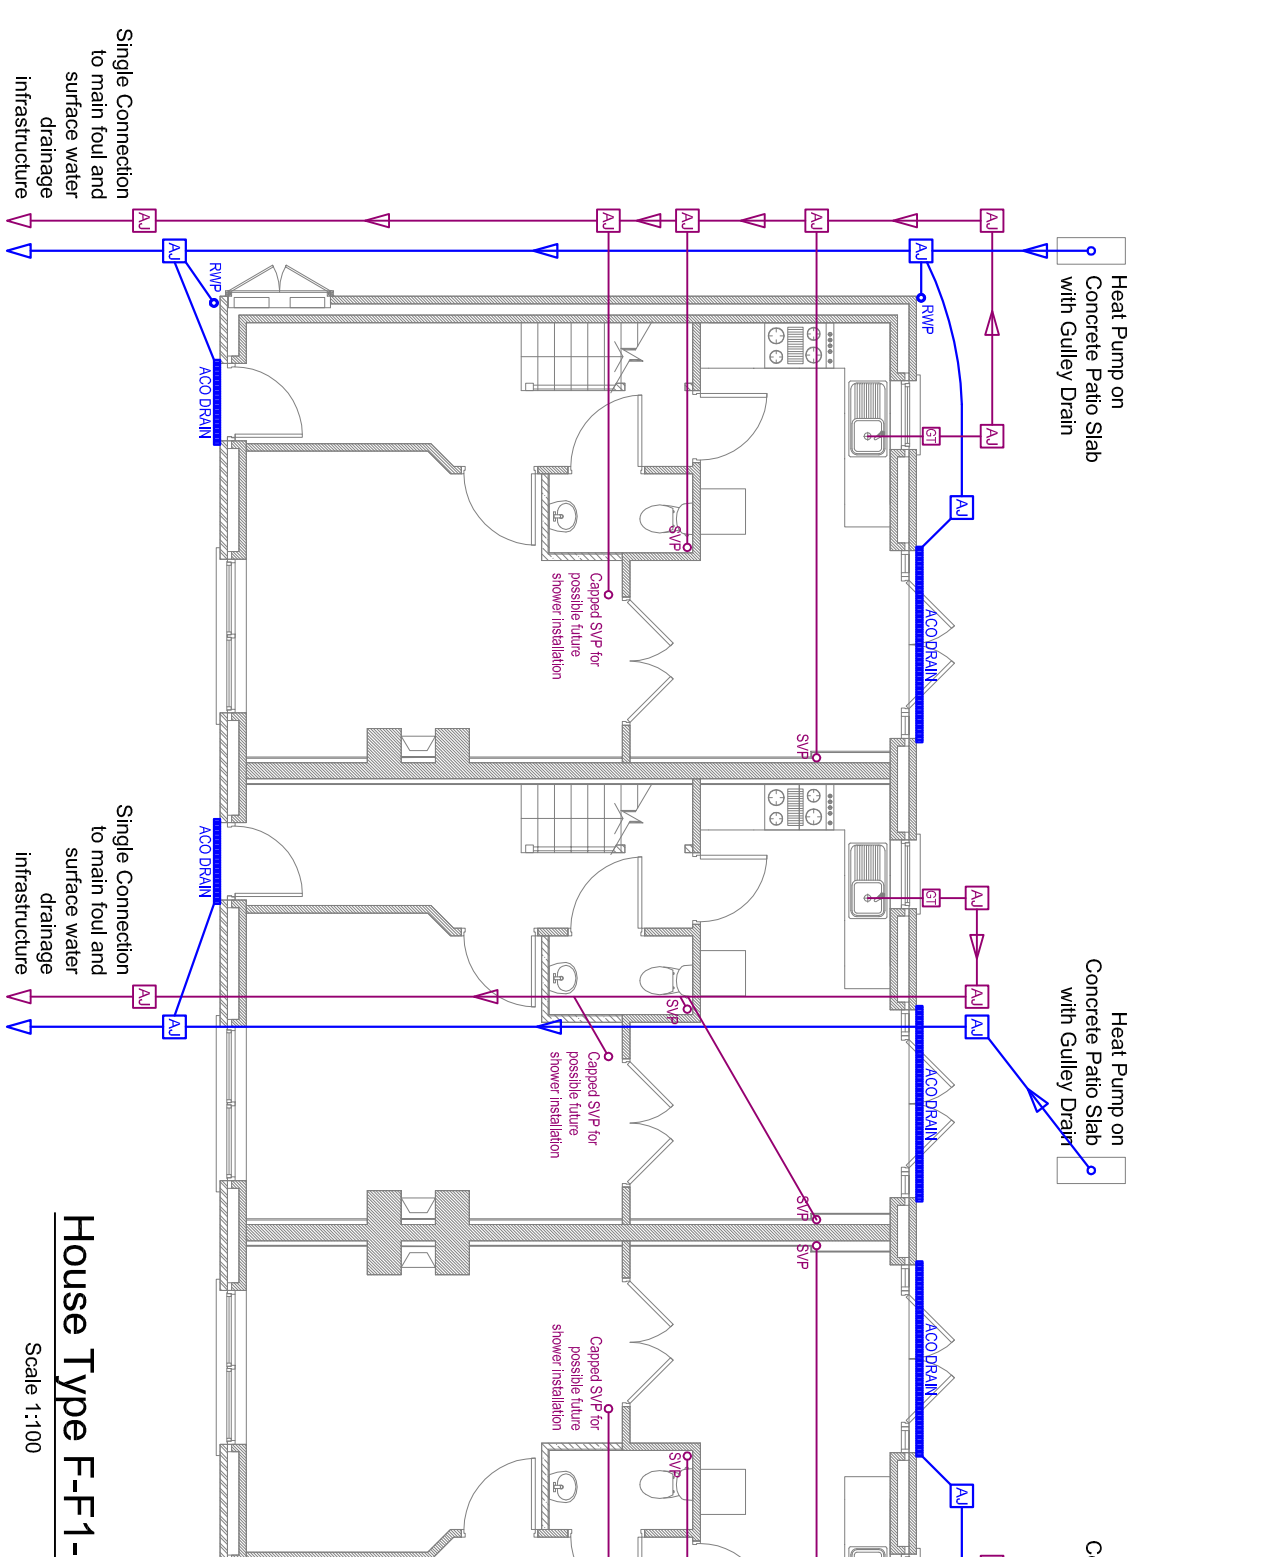 Heat Pump on
Concrete Patio Slab
with Gulley Drain
Heat Pump on
Concrete Patio Slab
with Gulley Drain
AJ
AJ
AJ
AJ
AJ
AJ
AJ
AJ
AJ
AJ
GT
RWP
RWP
ACO DRAIN
ACO DRAIN
SVP
SVP
Capped SVP for
possible future
shower installation
AJ
AJ
AJ
AJ
AJ
GT
ACO DRAIN
ACO DRAIN
SVP
SVP
Capped SVP for
possible future
shower installation
AJ
ACO DRAIN
SVP
SVP
Capped SVP for
possible future
shower installation
Single Connection
to main foul and
surface water
drainage
infrastructure
Single Connection
to main foul and
surface water
drainage
infrastructure
House Type F-F1-
Scale 1:100